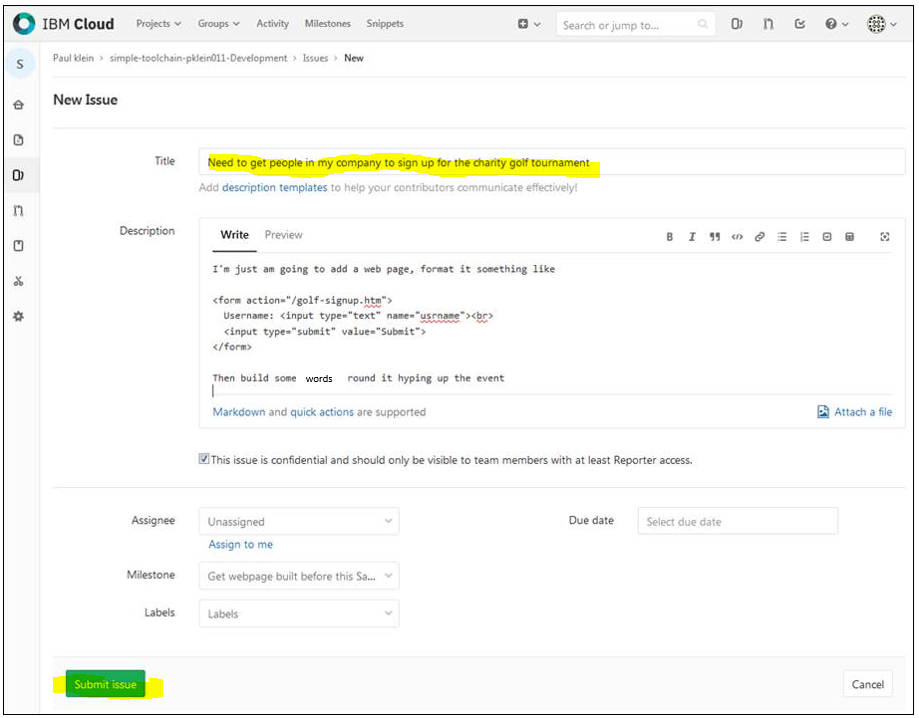 IBM Cloud Projects Groups Activity Milestones Snippets Search or jump to...
S Paul klein > simple-toolchain-pklein011-Development > Issues > New
New Issue
Title Need to get people in my company to sign up for the charity golf tournament
Add description templates to help your contributors communicate effectively!
Description Write Preview
I'm just am going to add a web page, format it something like
<form action="/golf-signup.htm">
Username: <input type="text" name="usrname"><br>
<input type="submit" value="Submit">
</form>
Then build some words round it hyping up the event
Markdown and quick actions are supported Attach a file
This issue is confidential and should only be visible to team members with at least Reporter access.
Assignee Unassigned Due date Select due date
Assign to me
Milestone Get webpage built before this Sa...
Labels Labels
Submit issue Cancel